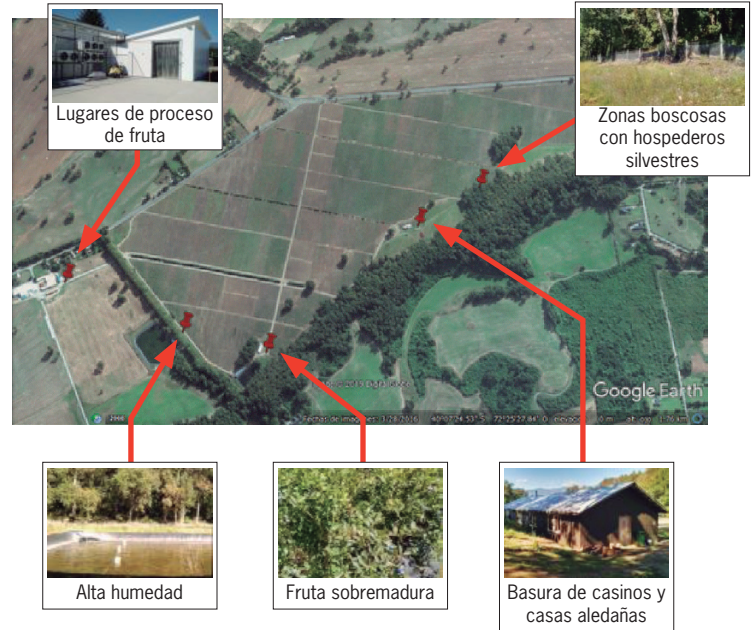 Lugares de proceso
de fruta
Zonas boscosas
con hospederos
silvestres
Google Earth
Alta humedad
Fruta sobremadura
Basura de casinos y
casas aledañas